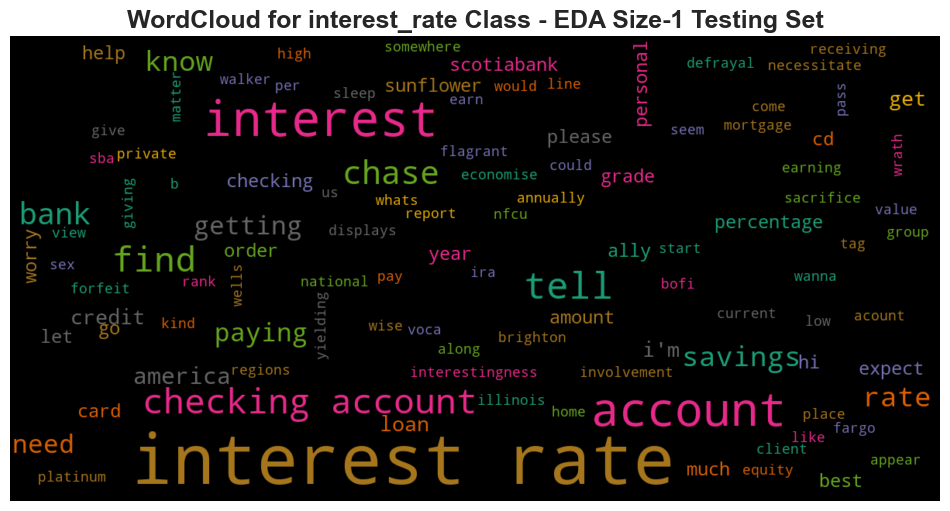 WordCloud for interest_rate Class - EDA Size-1 Testing Set
help
know
high
somewhere
scotiabank
personal
defrayal
receiving
necessitate
matter
walker
per
sleep
sunflower
earn
would
line
pass
get
interest
give
sba
private
giving
b
checking
chase
us
whats
report
flagrant
economise
nfcu
could
annually
please
grade
seem
come
mortgage
cd
wrath
earning
sacrifice
value
group
bank
view
worry
sex
forfeit
find
getting
order
displays
year
ira
tell
ally
start
percentage
tag
wanna
bofi
rank
wells
national
pay
kind
credit
go
let
paying
yielding
wise
voca
along
brighton
amount
i'm
current
low
acount
savings
hi
expect
america
regions
interestingness
involvement
checking account
illinois
home
account
rate
card
loan
place
fargo
like
need
platinum
interest rate
much
equity
client
appear
best